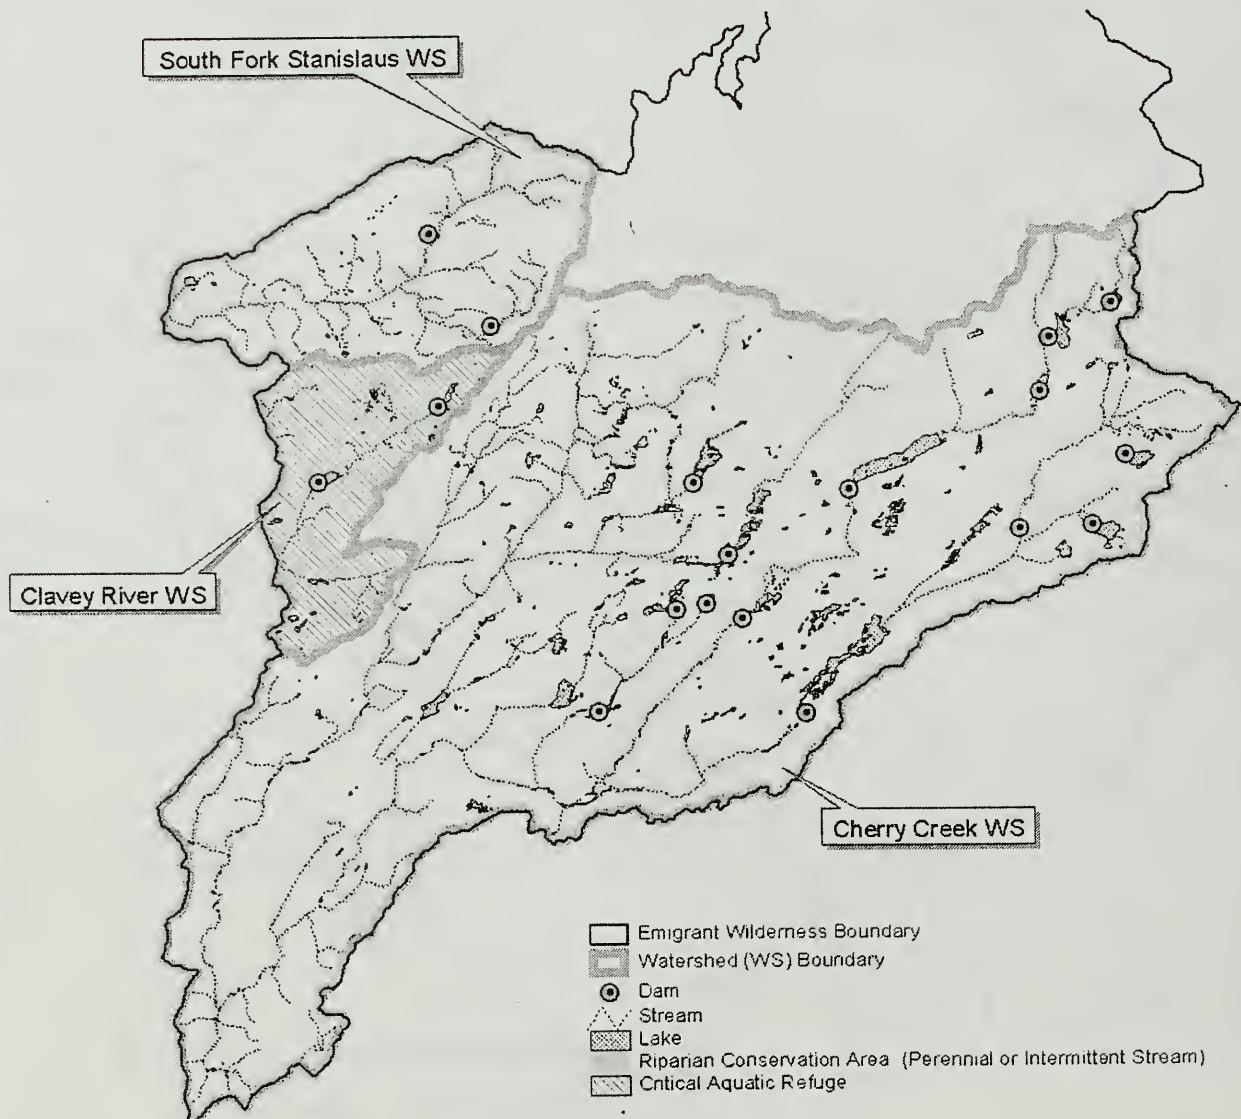 South Fork Stanislaus WS
Clavey River WS
Cherry Creek WS
Emigrant Wilderness Boundary
Watershed (WS) Boundary
Dam
Stream
Lake
Riparian Conservation Area (Perennial or Intermittent Stream)
Critical Aquatic Refuge